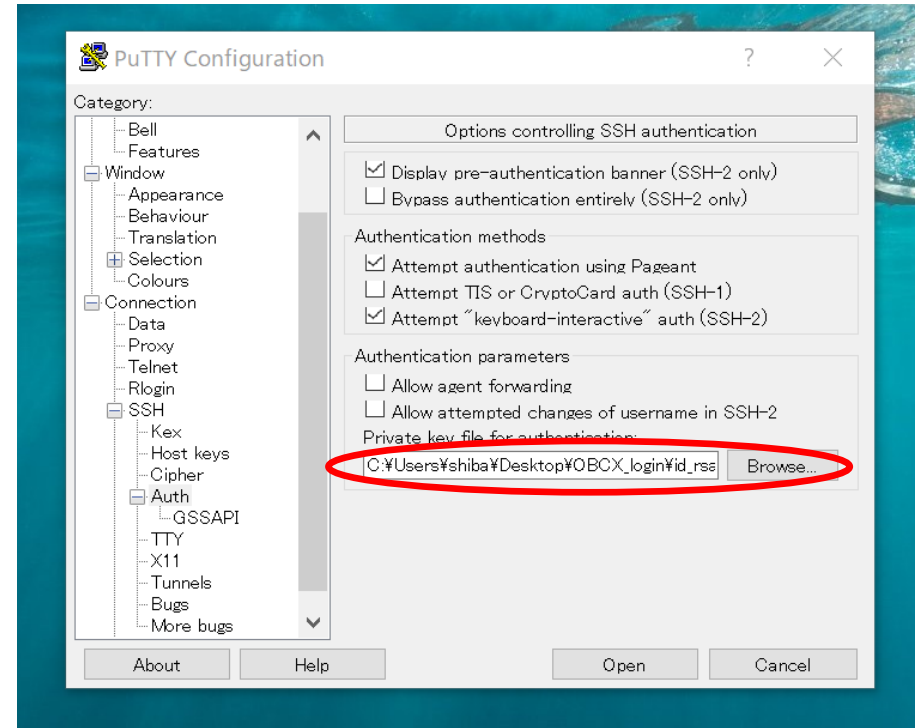 PuTTY Configuration
?
Category:
Bell
Features
Window
Appearance
Behaviour
Translation
Selection
Colours
Connection
Data
Proxy
Telnet
Rlogin
SSH
Kex
Host keys
Cipher
Auth
GSSAPI
TTY
X11
Tunnels
Bugs
More bugs
Options controlling SSH authentication
Display pre-authentication banner (SSH-2 only)
Bypass authentication entirely (SSH-2 only)
Authentication methods
Attempt authentication using Pageant
Attempt TIS or CryptoCard auth (SSH-1)
Attempt "keyboard-interactive" auth (SSH-2)
Authentication parameters
Allow agent forwarding
Allow attempted changes of username in SSH-2
Private key file for authentication:
C:¥Users¥shiba¥Desktop¥OBCX_login¥id_rsa Browse...
About Help Open Cancel